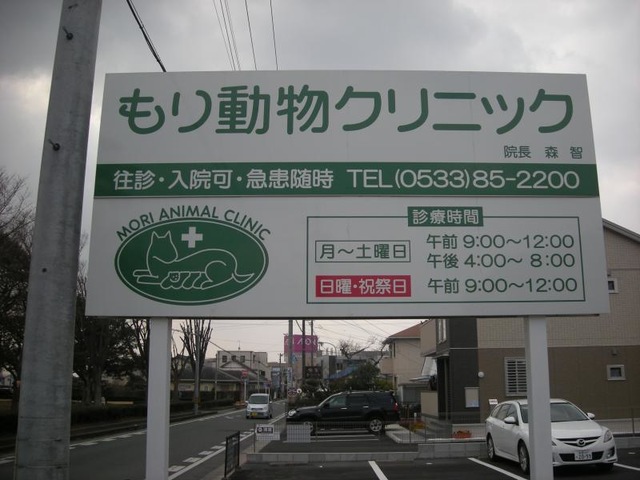 もり動物クリニック
院長 森 智
往診・入院可・急患随時 TEL(0533)85-2200
MORI ANIMAL CLINIC
診療時間
月～土曜日 午前 9:00～12:00
午後 4:00～ 8:00
日曜・祝祭日 午前 9:00～12:00